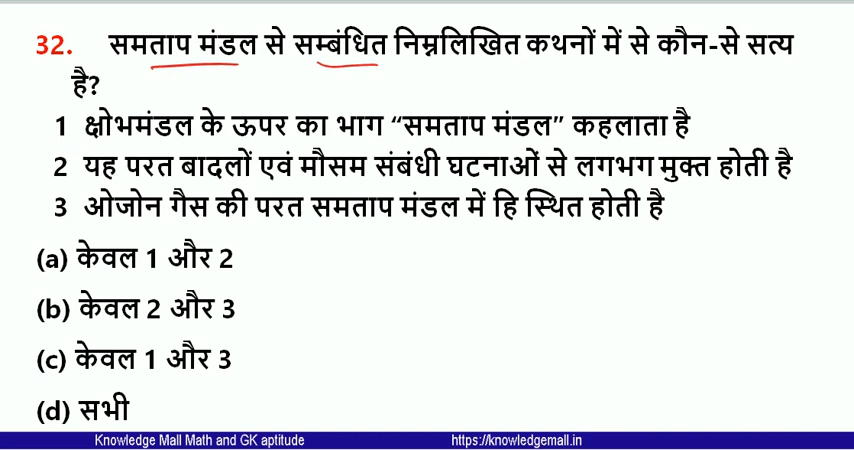 32. समताप मंडल से सम्बंधित निम्नलिखित कथनों में से कौन-से सत्य
है?
1 क्षोभमंडल के ऊपर का भाग “समताप मंडल” कहलाता है
2 यह परत बादलों एवं मौसम संबंधी घटनाओं से लगभग मुक्त होती है
3 ओजोन गैस की परत समताप मंडल में हि स्थित होती है
(a) केवल 1 और 2
(b) केवल 2 और 3
(c) केवल 1 और 3
(d) सभी
Knowledge Mall Math and GK aptitude https://knowledgemall.in